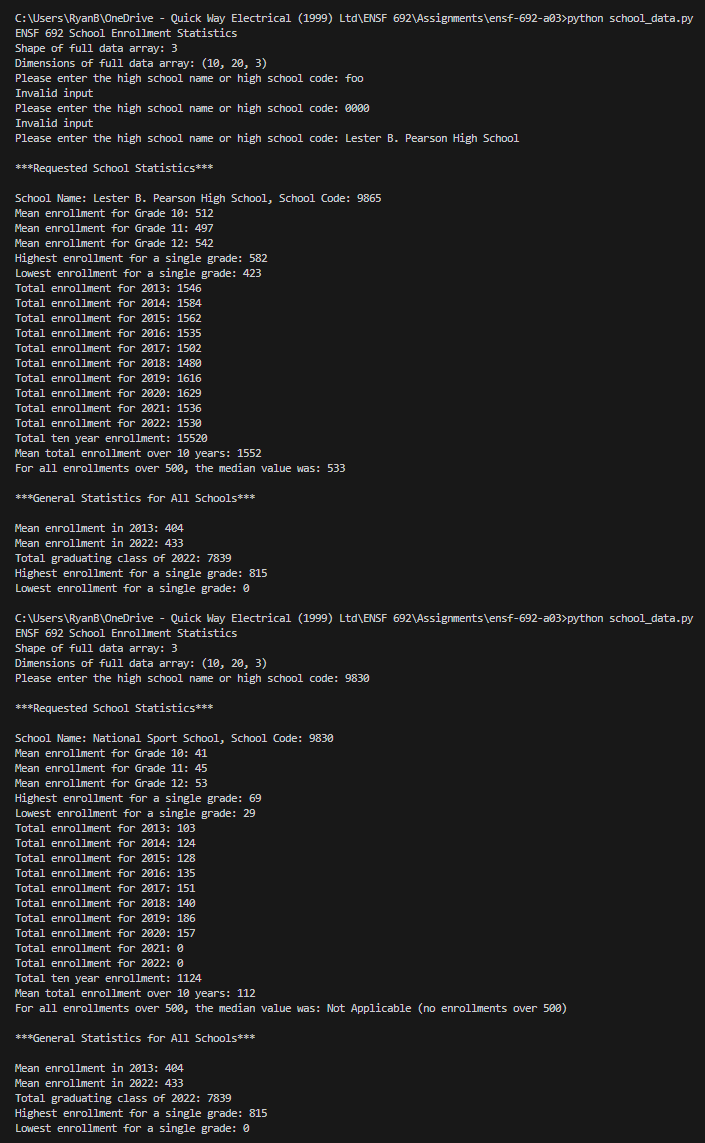 C:\Users\RyanB\OneDrive - Quick Way Electrical (1999) Ltd\ENSF 692\Assignments\ensf-692-a03>python school_data.py
ENSF 692 School Enrollment Statistics
Shape of full data array: 3
Dimensions of full data array: (10, 20, 3)
Please enter the high school name or high school code: foo
Invalid input
Please enter the high school name or high school code: 0000
Invalid input
Please enter the high school name or high school code: Lester B. Pearson High School
***Requested School Statistics***
School Name: Lester B. Pearson High School, School Code: 9865
Mean enrollment for Grade 10: 512
Mean enrollment for Grade 11: 497
Mean enrollment for Grade 12: 542
Highest enrollment for a single grade: 582
Lowest enrollment for a single grade: 423
Total enrollment for 2013: 1546
Total enrollment for 2014: 1584
Total enrollment for 2015: 1562
Total enrollment for 2016: 1535
Total enrollment for 2017: 1502
Total enrollment for 2018: 1480
Total enrollment for 2019: 1616
Total enrollment for 2020: 1629
Total enrollment for 2021: 1536
Total enrollment for 2022: 1530
Total ten year enrollment: 15520
Mean total enrollment over 10 years: 1552
For all enrollments over 500, the median value was: 533
***General Statistics for All Schools***
Mean enrollment in 2013: 404
Mean enrollment in 2022: 433
Total graduating class of 2022: 7839
Highest enrollment for a single grade: 815
Lowest enrollment for a single grade: 0
C:\Users\RyanB\OneDrive - Quick Way Electrical (1999) Ltd\ENSF 692\Assignments\ensf-692-a03>python school_data.py
ENSF 692 School Enrollment Statistics
Shape of full data array: 3
Dimensions of full data array: (10, 20, 3)
Please enter the high school name or high school code: 9830
***Requested School Statistics***
School Name: National Sport School, School Code: 9830
Mean enrollment for Grade 10: 41
Mean enrollment for Grade 11: 45
Mean enrollment for Grade 12: 53
Highest enrollment for a single grade: 69
Lowest enrollment for a single grade: 29
Total enrollment for 2013: 103
Total enrollment for 2014: 124
Total enrollment for 2015: 128
Total enrollment for 2016: 135
Total enrollment for 2017: 151
Total enrollment for 2018: 140
Total enrollment for 2019: 186
Total enrollment for 2020: 157
Total enrollment for 2021: 0
Total enrollment for 2022: 0
Total ten year enrollment: 1124
Mean total enrollment over 10 years: 112
For all enrollments over 500, the median value was: Not Applicable (no enrollments over 500)
***General Statistics for All Schools***
Mean enrollment in 2013: 404
Mean enrollment in 2022: 433
Total graduating class of 2022: 7839
Highest enrollment for a single grade: 815
Lowest enrollment for a single grade: 0